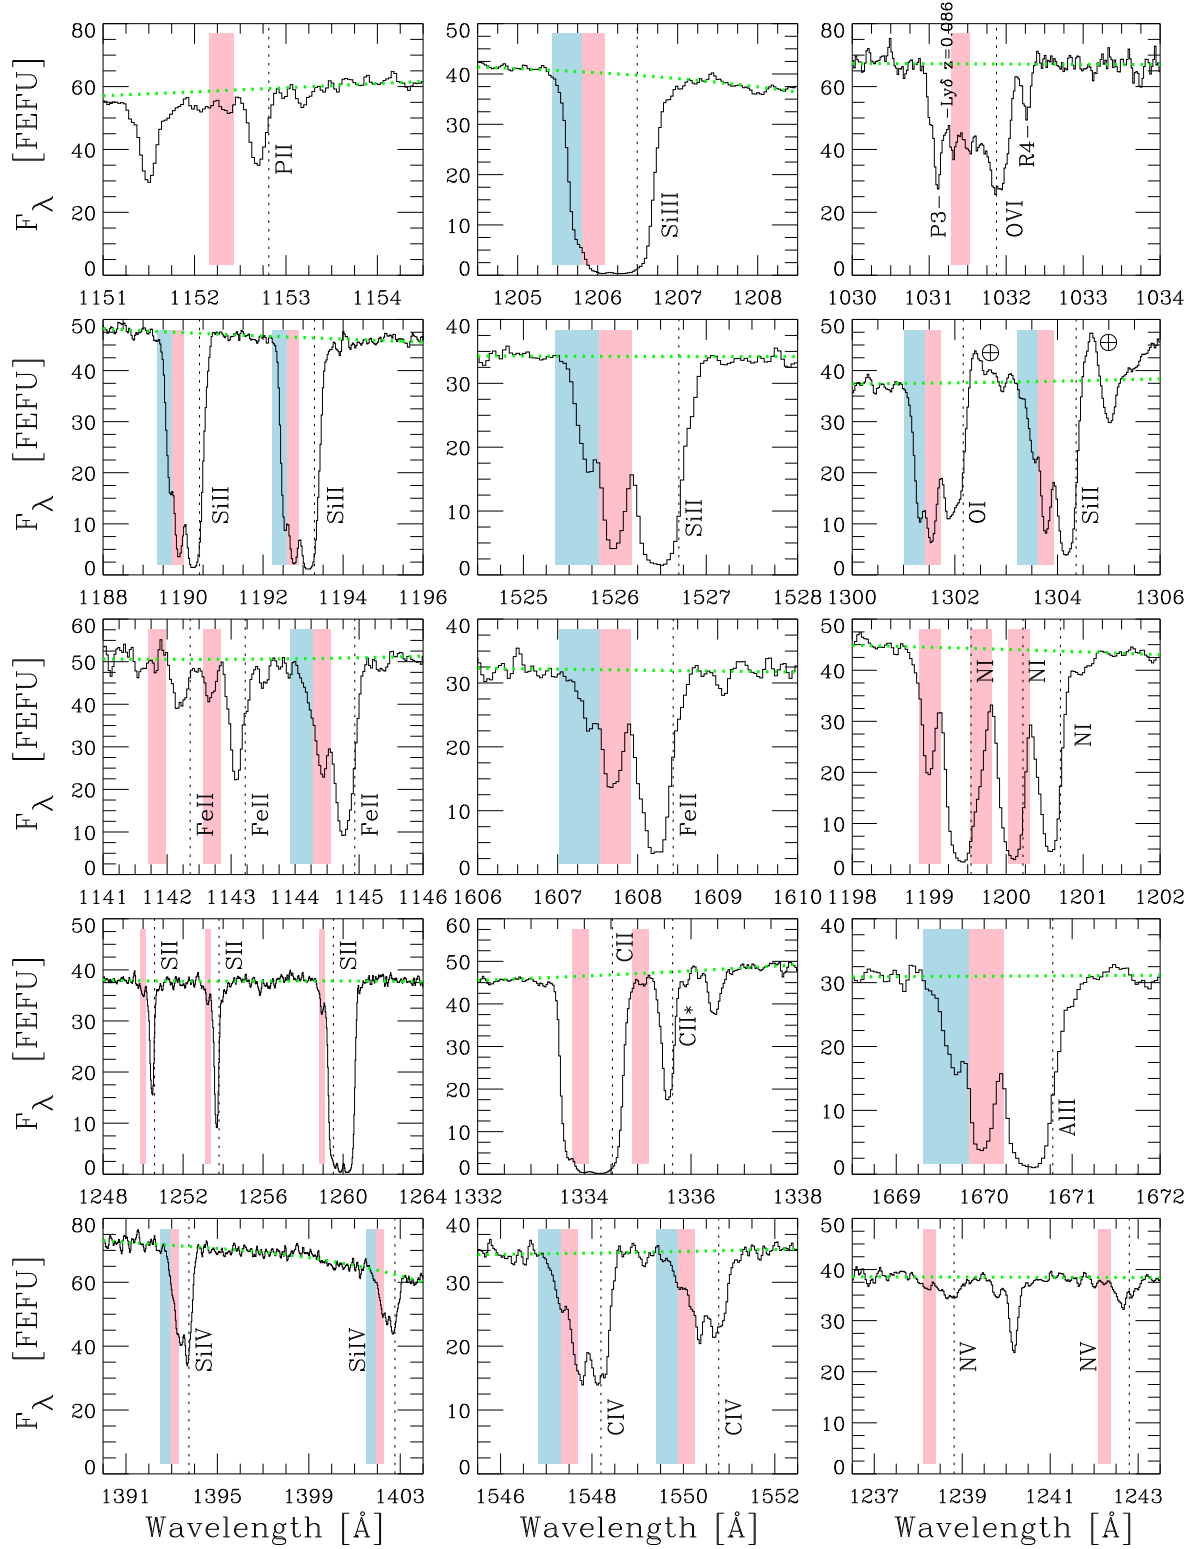 F_λ [FEFU]
80
60
40
20
0
PII
1151 1152 1153 1154
50
40
30
20
10
0
SiIII
1205 1206 1207 1208
80
60
40
20
0
Lyδ z=0.086
P3
OVI
R4
1030 1031 1032 1033 1034
F_λ [FEFU]
50
40
30
20
10
0
SiII
SiII
1188 1190 1192 1194 1196
40
30
20
10
0
SiII
1525 1526 1527 1528
50
40
30
20
10
0
OI
SiII
⊕
⊕
1300 1302 1304 1306
F_λ [FEFU]
60
50
40
30
20
10
0
FeII
FeII
FeII
1141 1142 1143 1144 1145 1146
40
30
20
10
0
FeII
1606 1607 1608 1609 1610
50
40
30
20
10
0
NI
NI
NI
1198 1199 1200 1201 1202
F_λ [FEFU]
50
40
30
20
10
0
SII
SII
SII
1248 1252 1256 1260 1264
60
50
40
30
20
10
0
CII
CII*
1332 1334 1336 1338
40
30
20
10
0
AlII
1669 1670 1671 1672
F_λ [FEFU]
80
60
40
20
0
SiIV
SiIV
1391 1395 1399 1403
Wavelength [Å]
40
30
20
10
0
CIV
CIV
1546 1548 1550 1552
Wavelength [Å]
50
40
30
20
10
0
NV
NV
1237 1239 1241 1243
Wavelength [Å]